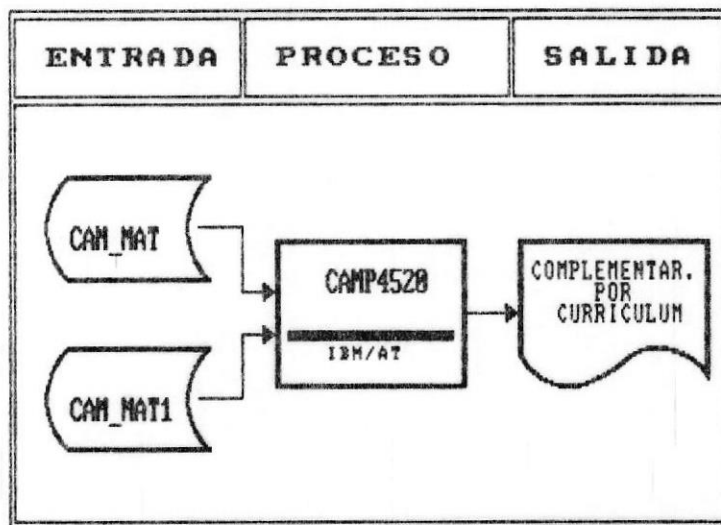 ENTRADA
PROCESO
SALIDA
CAM_MAT
CAMP4520
IBM/AT
COMPLEMENTAR.
POR
CURRICULUM
CAM_MAT1